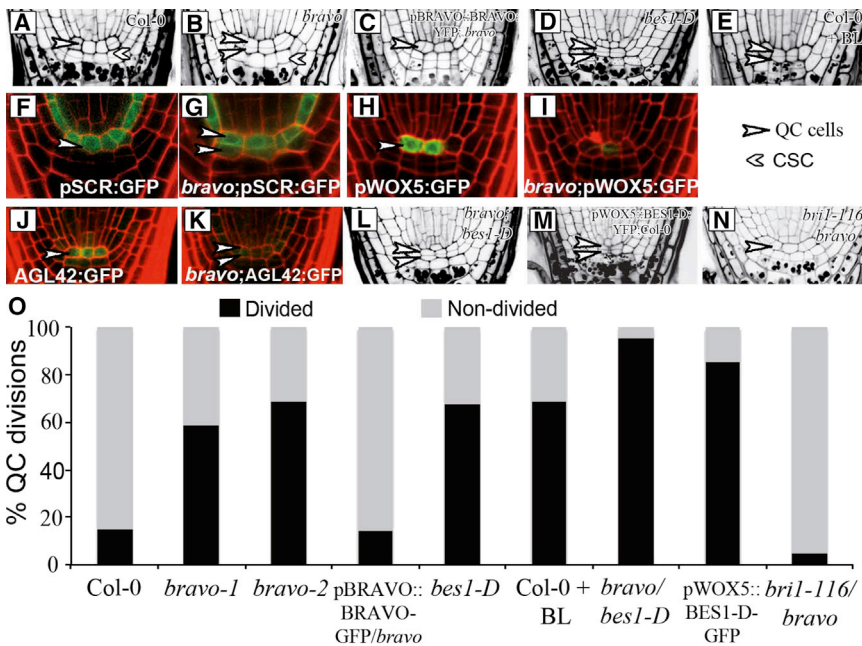 A
Col-0
B
bravo
C
pBRAVO::BRAVO-
YFP; bravo
D
bes1-D
E
Col-0
+ BL
F
pSCR:GFP
G
bravo;pSCR:GFP
H
pWOX5:GFP
I
bravo;pWOX5:GFP
QC cells
CSC
J
AGL42:GFP
K
bravo;AGL42:GFP
L
bravo;
bes1-D
M
pWOX5::BES1-D-
YFP;Col-0
N
bri1-116
bravo
O
Divided
Non-divided
% QC divisions
100
80
60
40
20
0
Col-0
bravo-1
bravo-2
pBRAVO::
BRAVO-
GFP/bravo
bes1-D
Col-0 +
BL
bravo/
bes1-D
pWOX5::
BES1-D-
GFP
bri1-116/
bravo